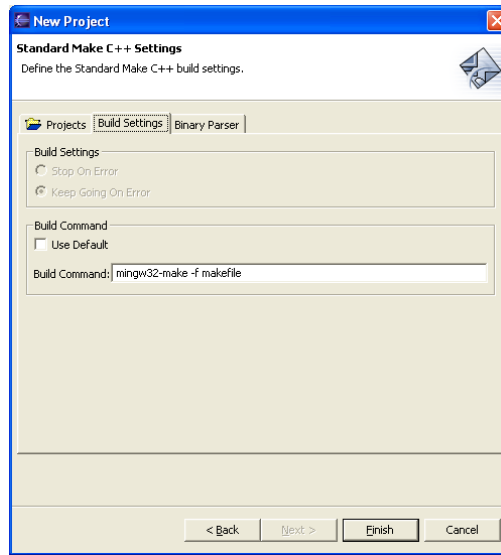 New Project
Standard Make C++ Settings
Define the Standard Make C++ build settings.
Projects Build Settings Binary Parser
Build Settings
Stop On Error
Keep Going On Error
Build Command
Use Default
Build Command: mingw32-make -f makefile
< Back Next > Finish Cancel